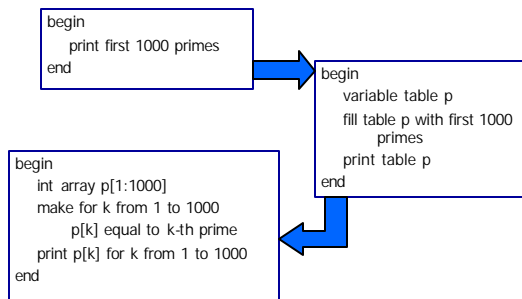 begin
print first 1000 primes
end
begin
variable table p
fill table p with first 1000
primes
print table p
end
begin
int array p[1:1000]
make for k from 1 to 1000
p[k] equal to k-th prime
print p[k] for k from 1 to 1000
end